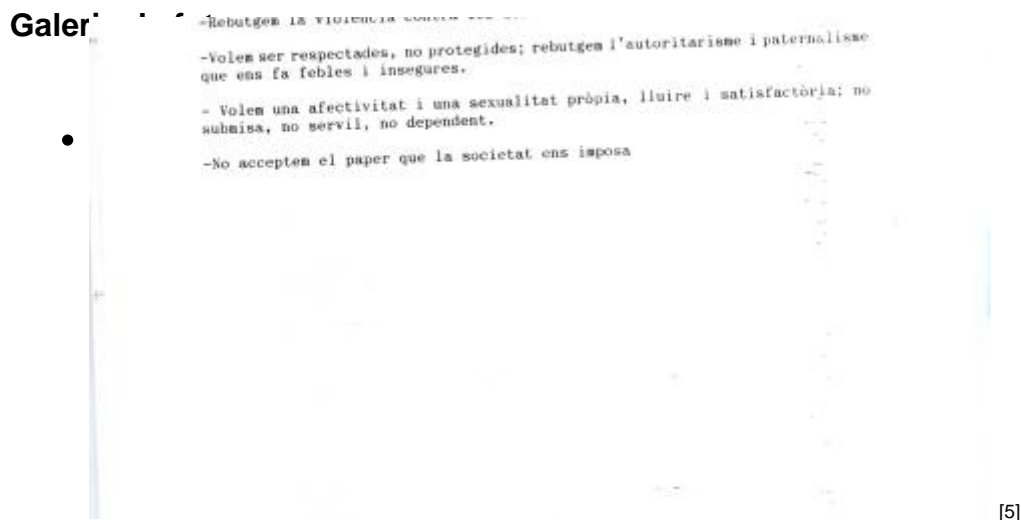 Galer
-Rebutgem la violència
-Volem ser respectades, no protegides; rebutgem l'autoritarisme i paternalisme
que ens fa febles i insegures.
- Volem una afectivitat i una sexualitat pròpia, lliure i satisfactòria; no
submisa, no servil, no dependent.
-No acceptem el paper que la societat ens imposa
[5]